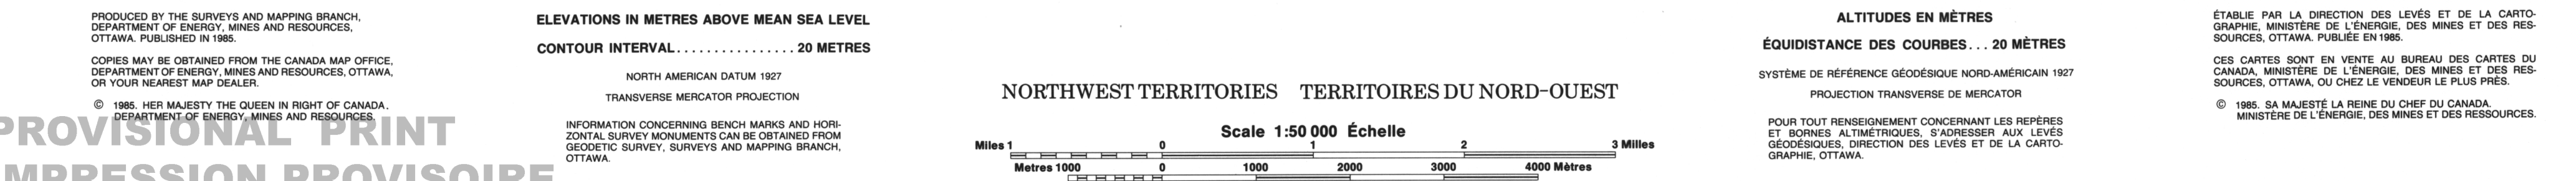 PRODUCED BY THE SURVEYS AND MAPPING BRANCH,
DEPARTMENT OF ENERGY, MINES AND RESOURCES,
OTTAWA. PUBLISHED IN 1985.
COPIES MAY BE OBTAINED FROM THE CANADA MAP OFFICE,
DEPARTMENT OF ENERGY, MINES AND RESOURCES, OTTAWA,
OR YOUR NEAREST MAP DEALER.
© 1985. HER MAJESTY THE QUEEN IN RIGHT OF CANADA.
DEPARTMENT OF ENERGY, MINES AND RESOURCES.
PROVISIONAL PRINT
IMPRESSION PROVISOIRE
ELEVATIONS IN METRES ABOVE MEAN SEA LEVEL
CONTOUR INTERVAL................ 20 METRES
NORTH AMERICAN DATUM 1927
TRANSVERSE MERCATOR PROJECTION
INFORMATION CONCERNING BENCH MARKS AND HORI-
ZONTAL SURVEY MONUMENTS CAN BE OBTAINED FROM
GEODETIC SURVEY, SURVEYS AND MAPPING BRANCH,
OTTAWA.
NORTHWEST TERRITORIES TERRITOIRES DU NORD-OUEST
Scale 1:50 000 Échelle
Miles 1 0 1 2 3 Milles
Metres 1000 0 1000 2000 3000 4000 Mètres
ALTITUDES EN MÈTRES
ÉQUIDISTANCE DES COURBES... 20 MÈTRES
SYSTÈME DE RÉFÉRENCE GÉODÉSIQUE NORD-AMÉRICAIN 1927
PROJECTION TRANSVERSE DE MERCATOR
POUR TOUT RENSEIGNEMENT CONCERNANT LES REPÈRES
ET BORNES ALTIMÉTRIQUES, S'ADRESSER AUX LEVÉS
GÉODÉSIQUES, DIRECTION DES LEVÉS ET DE LA CARTO-
GRAPHIE, OTTAWA.
ÉTABLIE PAR LA DIRECTION DES LEVÉS ET DE LA CARTO-
GRAPHIE, MINISTÈRE DE L'ÉNERGIE, DES MINES ET DES RES-
SOURCES, OTTAWA. PUBLIÉE EN 1985.
CES CARTES SONT EN VENTE AU BUREAU DES CARTES DU
CANADA, MINISTÈRE DE L'ÉNERGIE, DES MINES ET DES RES-
SOURCES, OTTAWA, OU CHEZ LE VENDEUR LE PLUS PRÈS.
© 1985. SA MAJESTÉ LA REINE DU CHEF DU CANADA.
MINISTÈRE DE L'ÉNERGIE, DES MINES ET DES RESSOURCES.